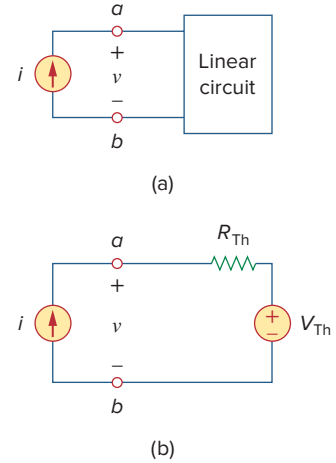 a
+
i
v
Linear
circuit
–
b
(a)
R_Th
a
+
i
v
+
–
V_Th
–
b
(b)